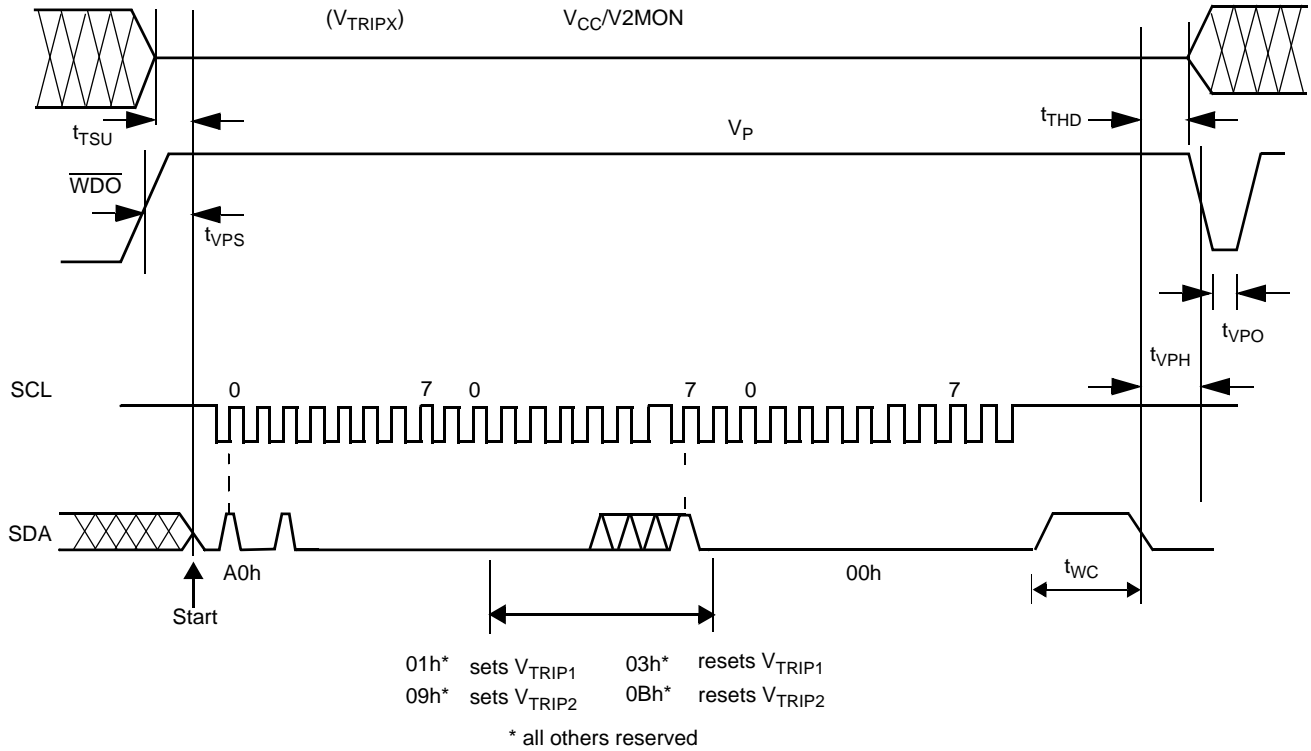 (VTRIPX) VCC/V2MON
tTSU
tTHD
VP
WDO
tVPS
tVPO
tVPH
SCL
0 7 0 7 0 7
SDA
A0h
00h
tWC
Start
01h* sets VTRIP1 03h* resets VTRIP1
09h* sets VTRIP2 0Bh* resets VTRIP2
* all others reserved